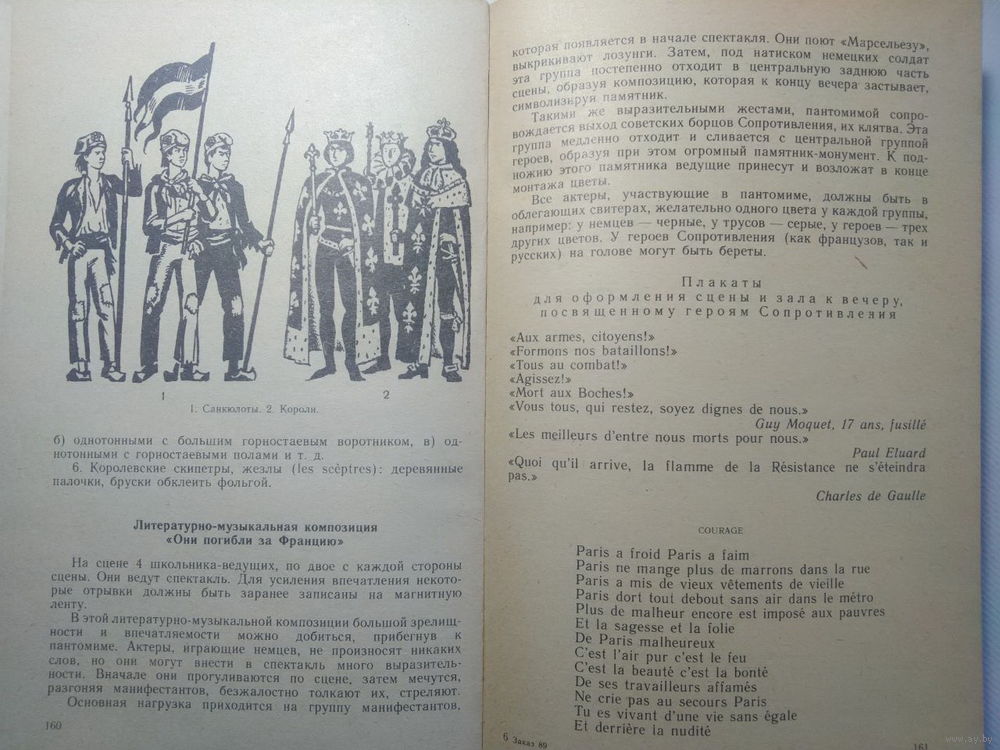 1
2
1. Санкюлоты. 2. Короли.
б) однотонными с большим горностаевым воротником, в) од-
нотонными с горностаевыми полами и т. д.
6. Королевские скипетры, жезлы (les scèptres): деревянные
палочки, бруски обклеить фольгой.
Литературно-музыкальная композиция
«Они погибли за Францию»
На сцене 4 школьника-ведущих, по двое с каждой стороны
сцены. Они ведут спектакль. Для усиления впечатления некото-
рые отрывки должны быть заранее записаны на магнитную
ленту.
В этой литературно-музыкальной композиции большой зрелищ-
ности и впечатляемости можно добиться, прибегнув к
пантомиме. Актеры, играющие немцев, не произносят никаких
слов, но они могут внести в спектакль много выразитель-
ности. Вначале они прогуливаются по сцене, затем мечутся,
разгоняя манифестантов, безжалостно толкают их, стреляют.
Основная нагрузка приходится на группу манифестантов,
160
которая появляется в начале спектакля. Они поют «Марсельезу»,
выкрикивают лозунги. Затем, под натиском немецких солдат
эта группа постепенно отходит в центральную заднюю часть
сцены, образуя композицию, которая к концу вечера застывает,
символизируя памятник.
Такими же выразительными жестами, пантомимой сопро-
вождается выход советских борцов Сопротивления, их клятва. Эта
группа медленно отходит и сливается с центральной группой
героев, образуя при этом огромный памятник-монумент. К под-
ножию этого памятника ведущие принесут и возложат в конце
монтажа цветы.
Все актеры, участвующие в пантомиме, должны быть в
облегающих свитерах, желательно одного цвета у каждой группы,
например: у немцев — черные, у трусов — серые, у героев — трех
других цветов. У героев Сопротивления (как французов, так и
русских) на голове могут быть береты.
Плакаты
для оформления сцены и зала к вечеру,
посвященному героям Сопротивления
«Aux armes, citoyens!»
«Formons nos bataillons!»
«Tous au combat!»
«Agissez!»
«Mort aux Boches!»
«Vous tous, qui restez, soyez dignes de nous.»
Guy Moquet, 17 ans, fusillé
«Les meilleurs d'entre nous morts pour nous.»
Paul Eluard
«Quoi qu'il arrive, la flamme de la Résistance ne s'éteindra
pas.»
Charles de Gaulle
COURAGE
Paris a froid Paris a faim
Paris ne mange plus de marrons dans la rue
Paris a mis de vieux vêtements de vieille
Paris dort tout debout sans air dans le métro
Plus de malheur encore est imposé aux pauvres
Et la sagesse et la folie
De Paris malheureux
C'est l'air pur c'est le feu
C'est la beauté c'est la bonté
De ses travailleurs affamés
Ne crie pas au secours Paris
Tu es vivant d'une vie sans égale
Et derrière la nudité
6 Заказ 89
161
www.ay.by